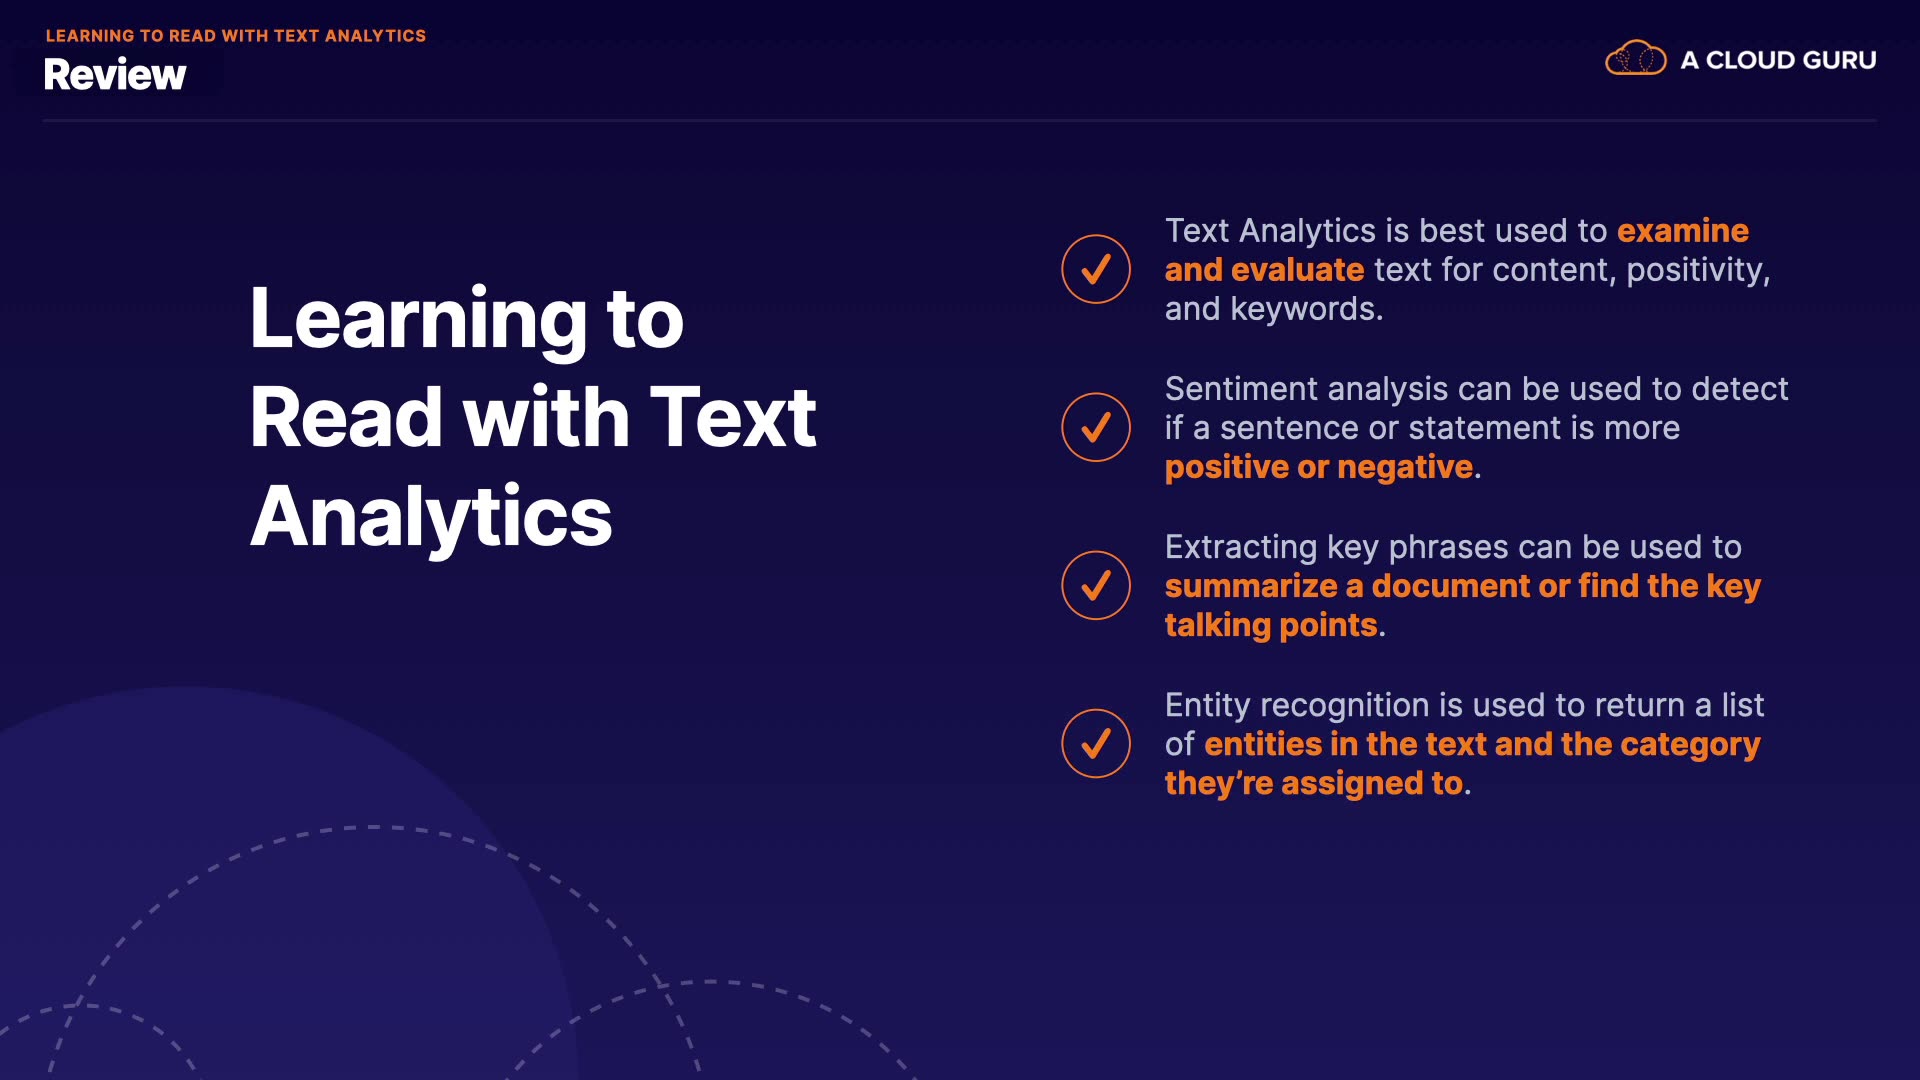 LEARNING TO READ WITH TEXT ANALYTICS
Review
A CLOUD GURU
Learning to
Read with Text
Analytics
Text Analytics is best used to examine
and evaluate text for content, positivity,
and keywords.
Sentiment analysis can be used to detect
if a sentence or statement is more
positive or negative.
Extracting key phrases can be used to
summarize a document or find the key
talking points.
Entity recognition is used to return a list
of entities in the text and the category
they’re assigned to.